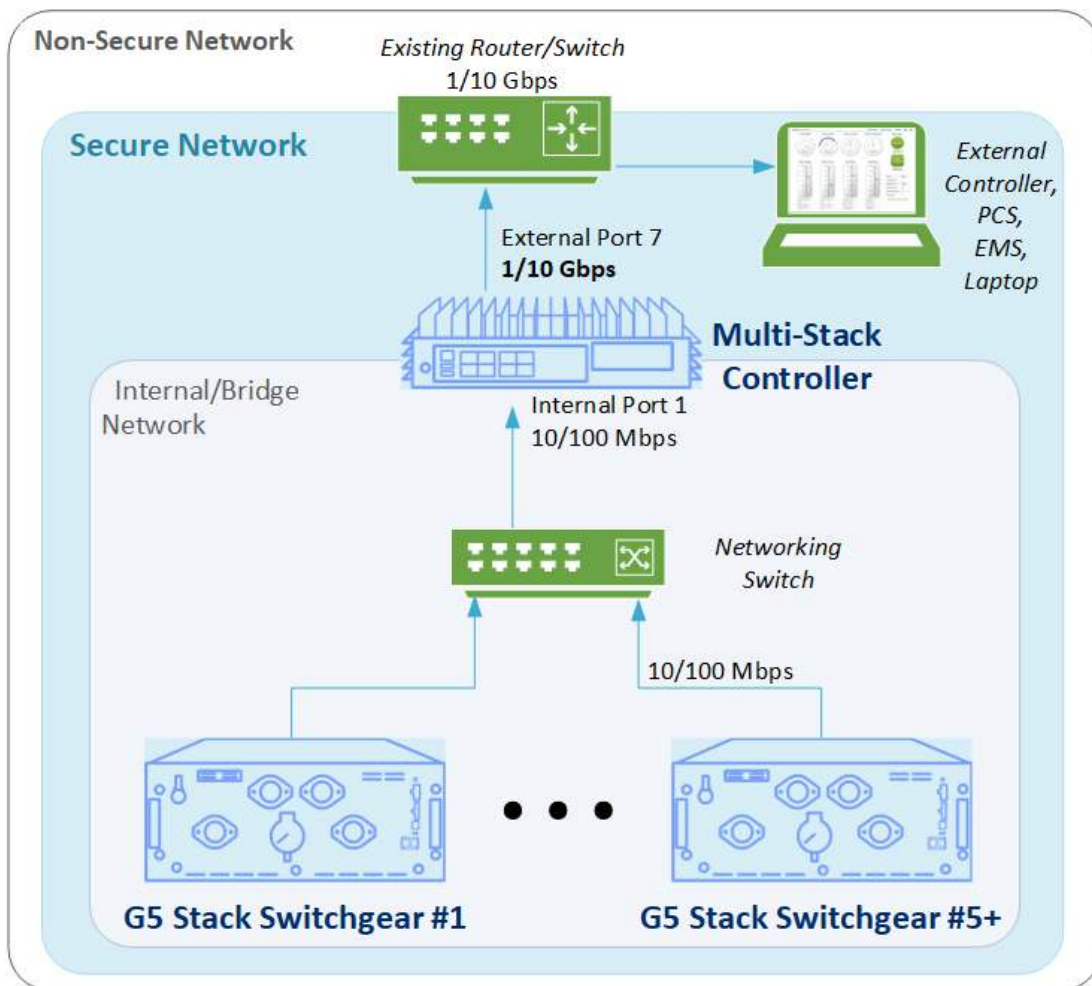 Non-Secure Network
Existing Router/Switch
1/10 Gbps
Secure Network
External
Controller,
PCS,
EMS,
Laptop
External Port 7
1/10 Gbps
Multi-Stack
Controller
Internal/Bridge
Network
Internal Port 1
10/100 Mbps
Networking
Switch
10/100 Mbps
G5 Stack Switchgear #1
G5 Stack Switchgear #5+